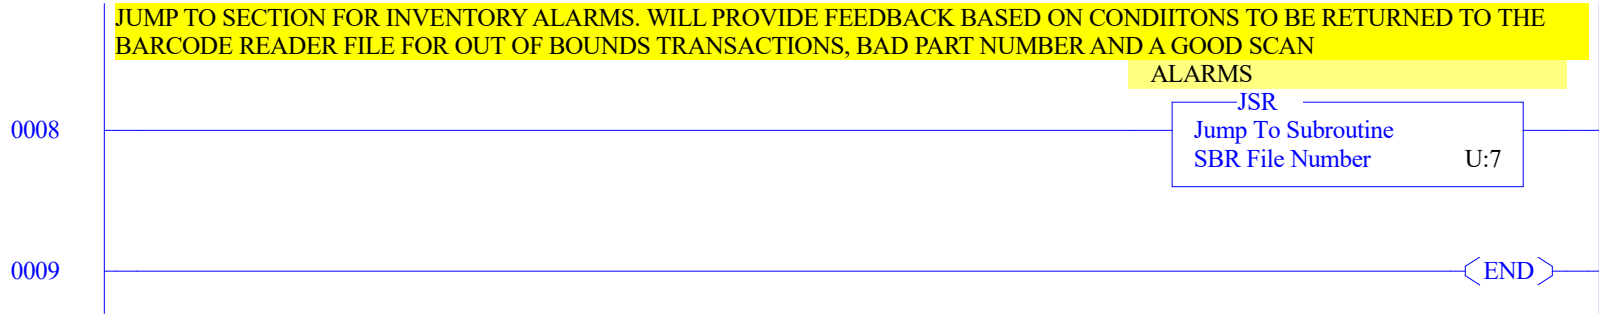 JUMP TO SECTION FOR INVENTORY ALARMS. WILL PROVIDE FEEDBACK BASED ON CONDIITONS TO BE RETURNED TO THE
BARCODE READER FILE FOR OUT OF BOUNDS TRANSACTIONS, BAD PART NUMBER AND A GOOD SCAN
ALARMS
JSR
0008
Jump To Subroutine
SBR File Number U:7
0009
END